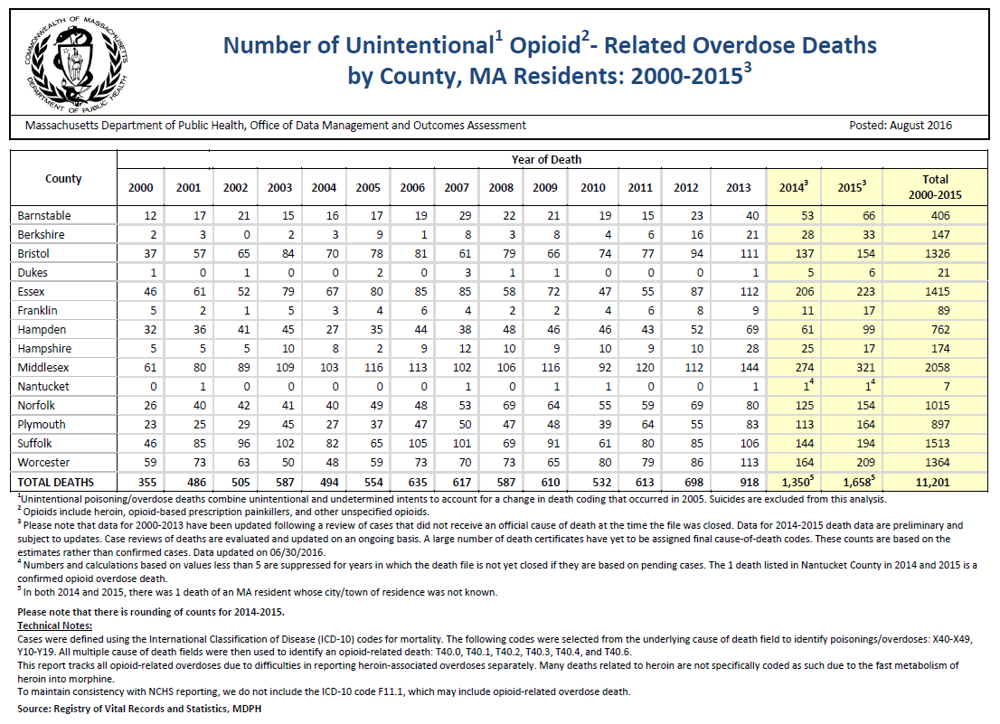 COMMONWEALTH OF MASSACHUSETTS
DEPARTMENT OF PUBLIC HEALTH
Number of Unintentional1 Opioid2- Related Overdose Deaths
by County, MA Residents: 2000-20153
Massachusetts Department of Public Health, Office of Data Management and Outcomes Assessment Posted: August 2016
County Year of Death
2000 2001 2002 2003 2004 2005 2006 2007 2008 2009 2010 2011 2012 2013 20143 20153 Total 2000-2015
Barnstable 12 17 21 15 16 17 19 29 22 21 19 15 23 40 53 66 406
Berkshire 2 3 0 2 3 9 1 8 3 8 4 6 16 21 28 33 147
Bristol 37 57 65 84 70 78 81 61 79 66 74 77 94 111 137 154 1326
Dukes 1 0 1 0 0 2 0 3 1 1 0 0 0 1 5 6 21
Essex 46 61 52 79 67 80 85 85 58 72 47 55 87 112 206 223 1415
Franklin 5 2 1 5 3 4 6 4 2 2 4 6 8 9 11 17 89
Hampden 32 36 41 45 27 35 44 38 48 46 46 43 52 69 61 99 762
Hampshire 5 5 5 10 8 2 9 12 10 9 10 9 10 28 25 17 174
Middlesex 61 80 89 109 103 116 113 102 106 116 92 120 112 144 274 321 2058
Nantucket 0 1 0 0 0 0 0 1 0 1 1 0 0 1 14 14 7
Norfolk 26 40 42 41 40 49 48 53 69 64 55 59 69 80 125 154 1015
Plymouth 23 25 29 45 27 37 47 50 47 48 39 64 55 83 113 164 897
Suffolk 46 85 96 102 82 65 105 101 69 91 61 80 85 106 144 194 1513
Worcester 59 73 63 50 48 59 73 70 73 65 80 79 86 113 164 209 1364
TOTAL DEATHS 355 486 505 587 494 554 635 617 587 610 532 613 698 918 1,3505 1,6585 11,201
1Unintentional poisoning/overdose deaths combine unintentional and undetermined intents to account for a change in death coding that occurred in 2005. Suicides are excluded from this analysis.
2 Opioids include heroin, opioid-based prescription painkillers, and other unspecified opioids.
3 Please note that data for 2000-2013 have been updated following a review of cases that did not receive an official cause of death at the time the file was closed. Data for 2014-2015 death data are preliminary and
subject to updates. Case reviews of deaths are evaluated and updated on an ongoing basis. A large number of death certificates have yet to be assigned final cause-of-death codes. These counts are based on the
estimates rather than confirmed cases. Data updated on 06/30/2016.
4 Numbers and calculations based on values less than 5 are suppressed for years in which the death file is not yet closed if they are based on pending cases. The 1 death listed in Nantucket County in 2014 and 2015 is a
confirmed opioid overdose death.
5 In both 2014 and 2015, there was 1 death of an MA resident whose city/town of residence was not known.
Please note that there is rounding of counts for 2014-2015.
Technical Notes:
Cases were defined using the International Classification of Disease (ICD-10) codes for mortality. The following codes were selected from the underlying cause of death field to identify poisonings/overdoses: X40-X49,
Y10-Y19. All multiple cause of death fields were then used to identify an opioid-related death: T40.0, T40.1, T40.2, T40.3, T40.4, and T40.6.
This report tracks all opioid-related overdoses due to difficulties in reporting heroin-associated overdoses separately. Many deaths related to heroin are not specifically coded as such due to the fast metabolism of
heroin into morphine.
To maintain consistency with NCHS reporting, we do not include the ICD-10 code F11.1, which may include opioid-related overdose death.
Source: Registry of Vital Records and Statistics, MDPH